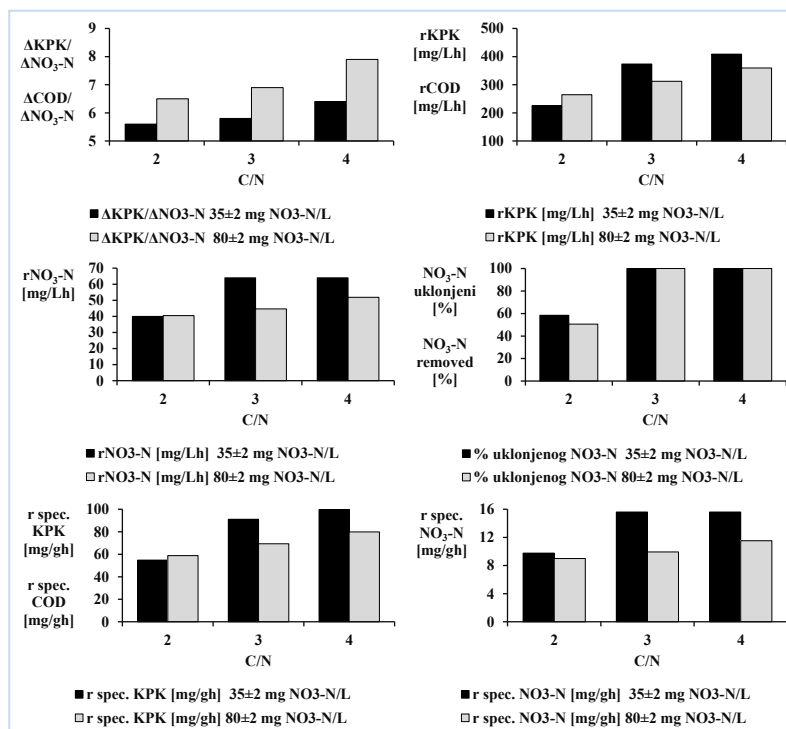 ΔKPK/
ΔNO₃-N
ΔCOD/
ΔNO₃-N
9
8
7
6
5
2 3 4
C/N
ΔKPK/ΔNO3-N 35±2 mg NO3-N/L
ΔKPK/ΔNO3-N 80±2 mg NO3-N/L
rKPK
[mg/Lh]
rCOD
[mg/Lh]
500
400
300
200
100
2 3 4
C/N
rKPK [mg/Lh] 35±2 mg NO3-N/L
rKPK [mg/Lh] 80±2 mg NO3-N/L
rNO₃-N
[mg/Lh]
70
60
50
40
30
20
10
0
2 3 4
C/N
rNO3-N [mg/Lh] 35±2 mg NO3-N/L
rNO3-N [mg/Lh] 80±2 mg NO3-N/L
NO₃-N
uklonjeni
[%]
NO₃-N
removed
[%]
100
80
60
40
20
0
2 3 4
C/N
% uklonjenog NO3-N 35±2 mg NO3-N/L
% uklonjenog NO3-N 80±2 mg NO3-N/L
r spec.
KPK
[mg/gh]
r spec.
COD
[mg/gh]
100
80
60
40
20
0
2 3 4
C/N
r spec. KPK [mg/gh] 35±2 mg NO3-N/L
r spec. KPK [mg/gh] 80±2 mg NO3-N/L
r spec.
NO₃-N
[mg/gh]
16
12
8
4
0
2 3 4
C/N
r spec. NO3-N [mg/gh] 35±2 mg NO3-N/L
r spec. NO3-N [mg/gh] 80±2 mg NO3-N/L